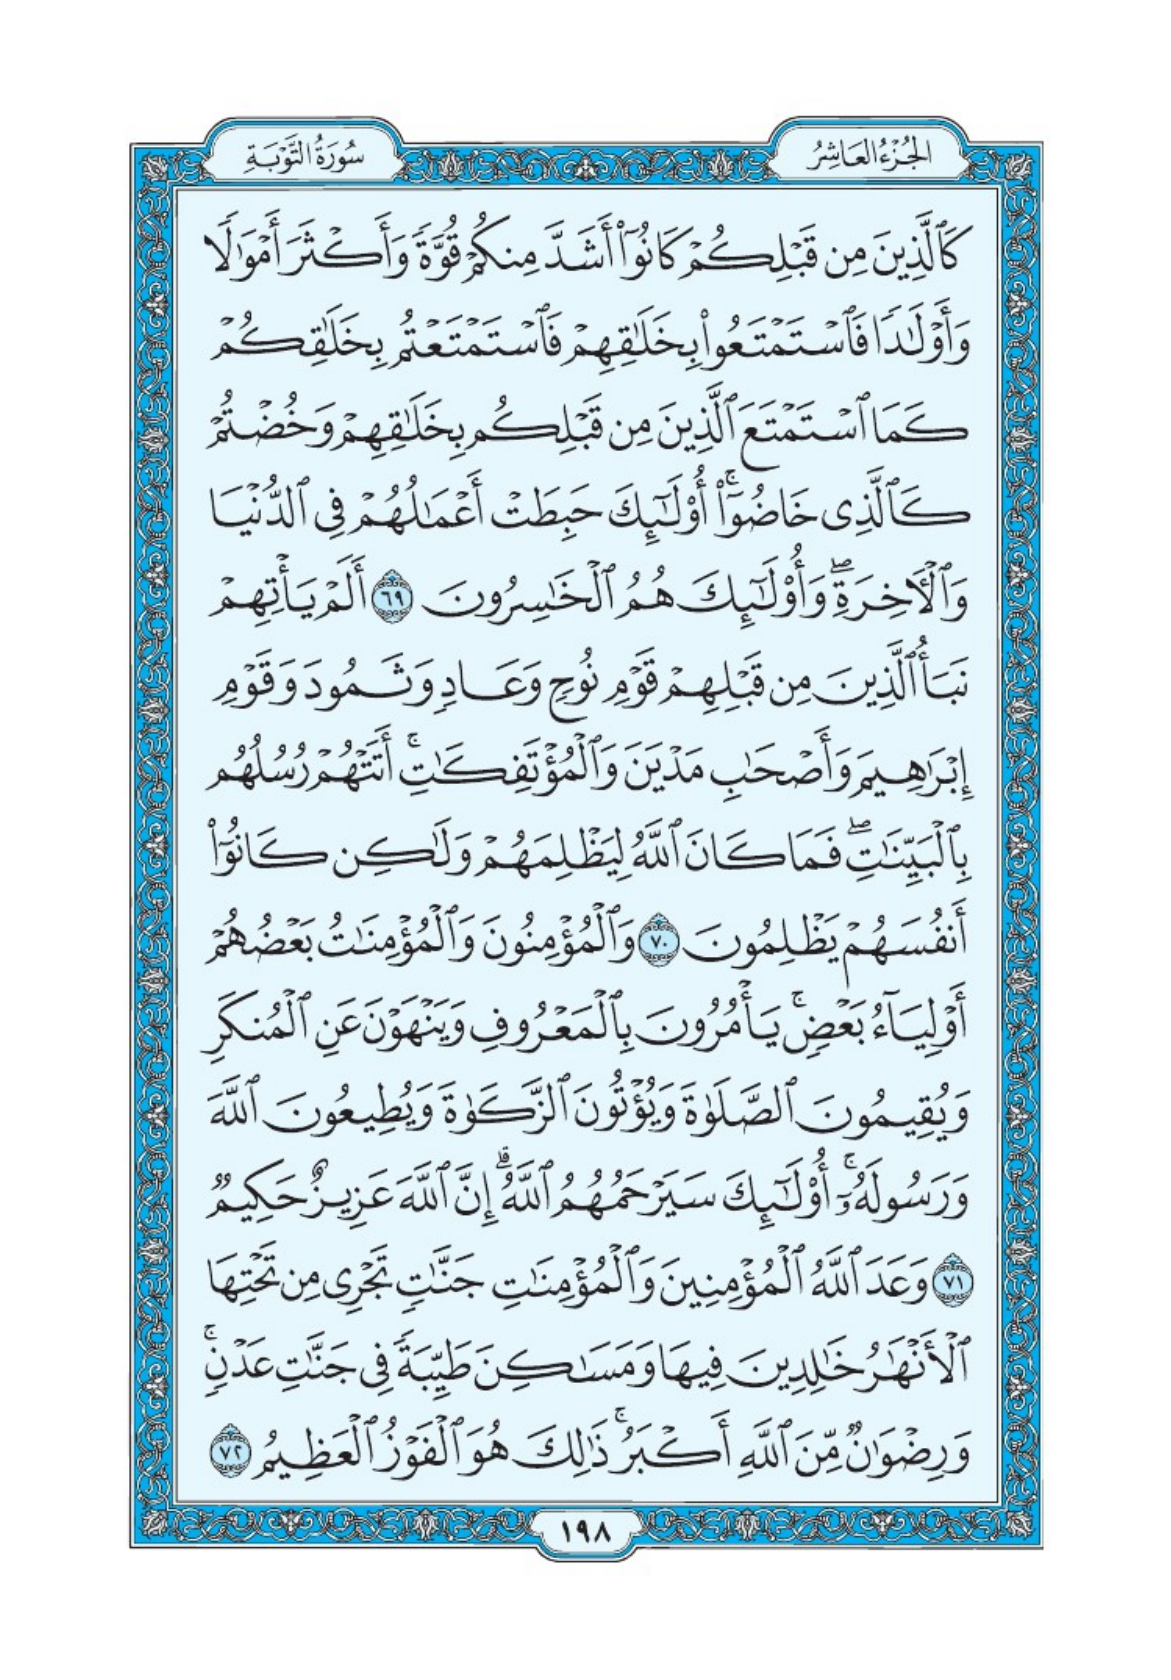 الجُزْءُ العَاشِرُ
سُورَةُ التَّوْبَةِ
كَٱلَّذِينَ مِن قَبْلِكُمْ كَانُوٓا۟ أَشَدَّ مِنكُمْ قُوَّةً وَأَكْثَرَ أَمْوَٰلًا
وَأَوْلَٰدًا فَٱسْتَمْتَعُوا۟ بِخَلَٰقِهِمْ فَٱسْتَمْتَعْتُم بِخَلَٰقِكُمْ
كَمَا ٱسْتَمْتَعَ ٱلَّذِينَ مِن قَبْلِكُم بِخَلَٰقِهِمْ وَخُضْتُمْ
كَٱلَّذِى خَاضُوٓا۟ۚ أُو۟لَٰٓئِكَ حَبِطَتْ أَعْمَٰلُهُمْ فِى ٱلدُّنْيَا
وَٱلْءَاخِرَةِۖ وَأُو۟لَٰٓئِكَ هُمُ ٱلْخَٰسِرُونَ ٦٩ أَلَمْ يَأْتِهِمْ
نَبَأُ ٱلَّذِينَ مِن قَبْلِهِمْ قَوْمِ نُوحٍ وَعَادٍ وَثَمُودَ وَقَوْمِ
إِبْرَٰهِيمَ وَأَصْحَٰبِ مَدْيَنَ وَٱلْمُؤْتَفِكَٰتِۚ أَتَتْهُمْ رُسُلُهُم
بِٱلْبَيِّنَٰتِۖ فَمَا كَانَ ٱللَّهُ لِيَظْلِمَهُمْ وَلَٰكِن كَانُوٓا۟
أَنفُسَهُمْ يَظْلِمُونَ ٧٠ وَٱلْمُؤْمِنُونَ وَٱلْمُؤْمِنَٰتُ بَعْضُهُمْ
أَوْلِيَآءُ بَعْضٍۚ يَأْمُرُونَ بِٱلْمَعْرُوفِ وَيَنْهَوْنَ عَنِ ٱلْمُنكَرِ
وَيُقِيمُونَ ٱلصَّلَوٰةَ وَيُؤْتُونَ ٱلزَّكَوٰةَ وَيُطِيعُونَ ٱللَّهَ
وَرَسُولَهُۥٓۚ أُو۟لَٰٓئِكَ سَيَرْحَمُهُمُ ٱللَّهُۗ إِنَّ ٱللَّهَ عَزِيزٌ حَكِيمٌ
٧١ وَعَدَ ٱللَّهُ ٱلْمُؤْمِنِينَ وَٱلْمُؤْمِنَٰتِ جَنَّٰتٍ تَجْرِى مِن تَحْتِهَا
ٱلْأَنْهَٰرُ خَٰلِدِينَ فِيهَا وَمَسَٰكِنَ طَيِّبَةً فِى جَنَّٰتِ عَدْنٍۚ
وَرِضْوَٰنٌ مِّنَ ٱللَّهِ أَكْبَرُۚ ذَٰلِكَ هُوَ ٱلْفَوْزُ ٱلْعَظِيمُ ٧٢
١٩٨